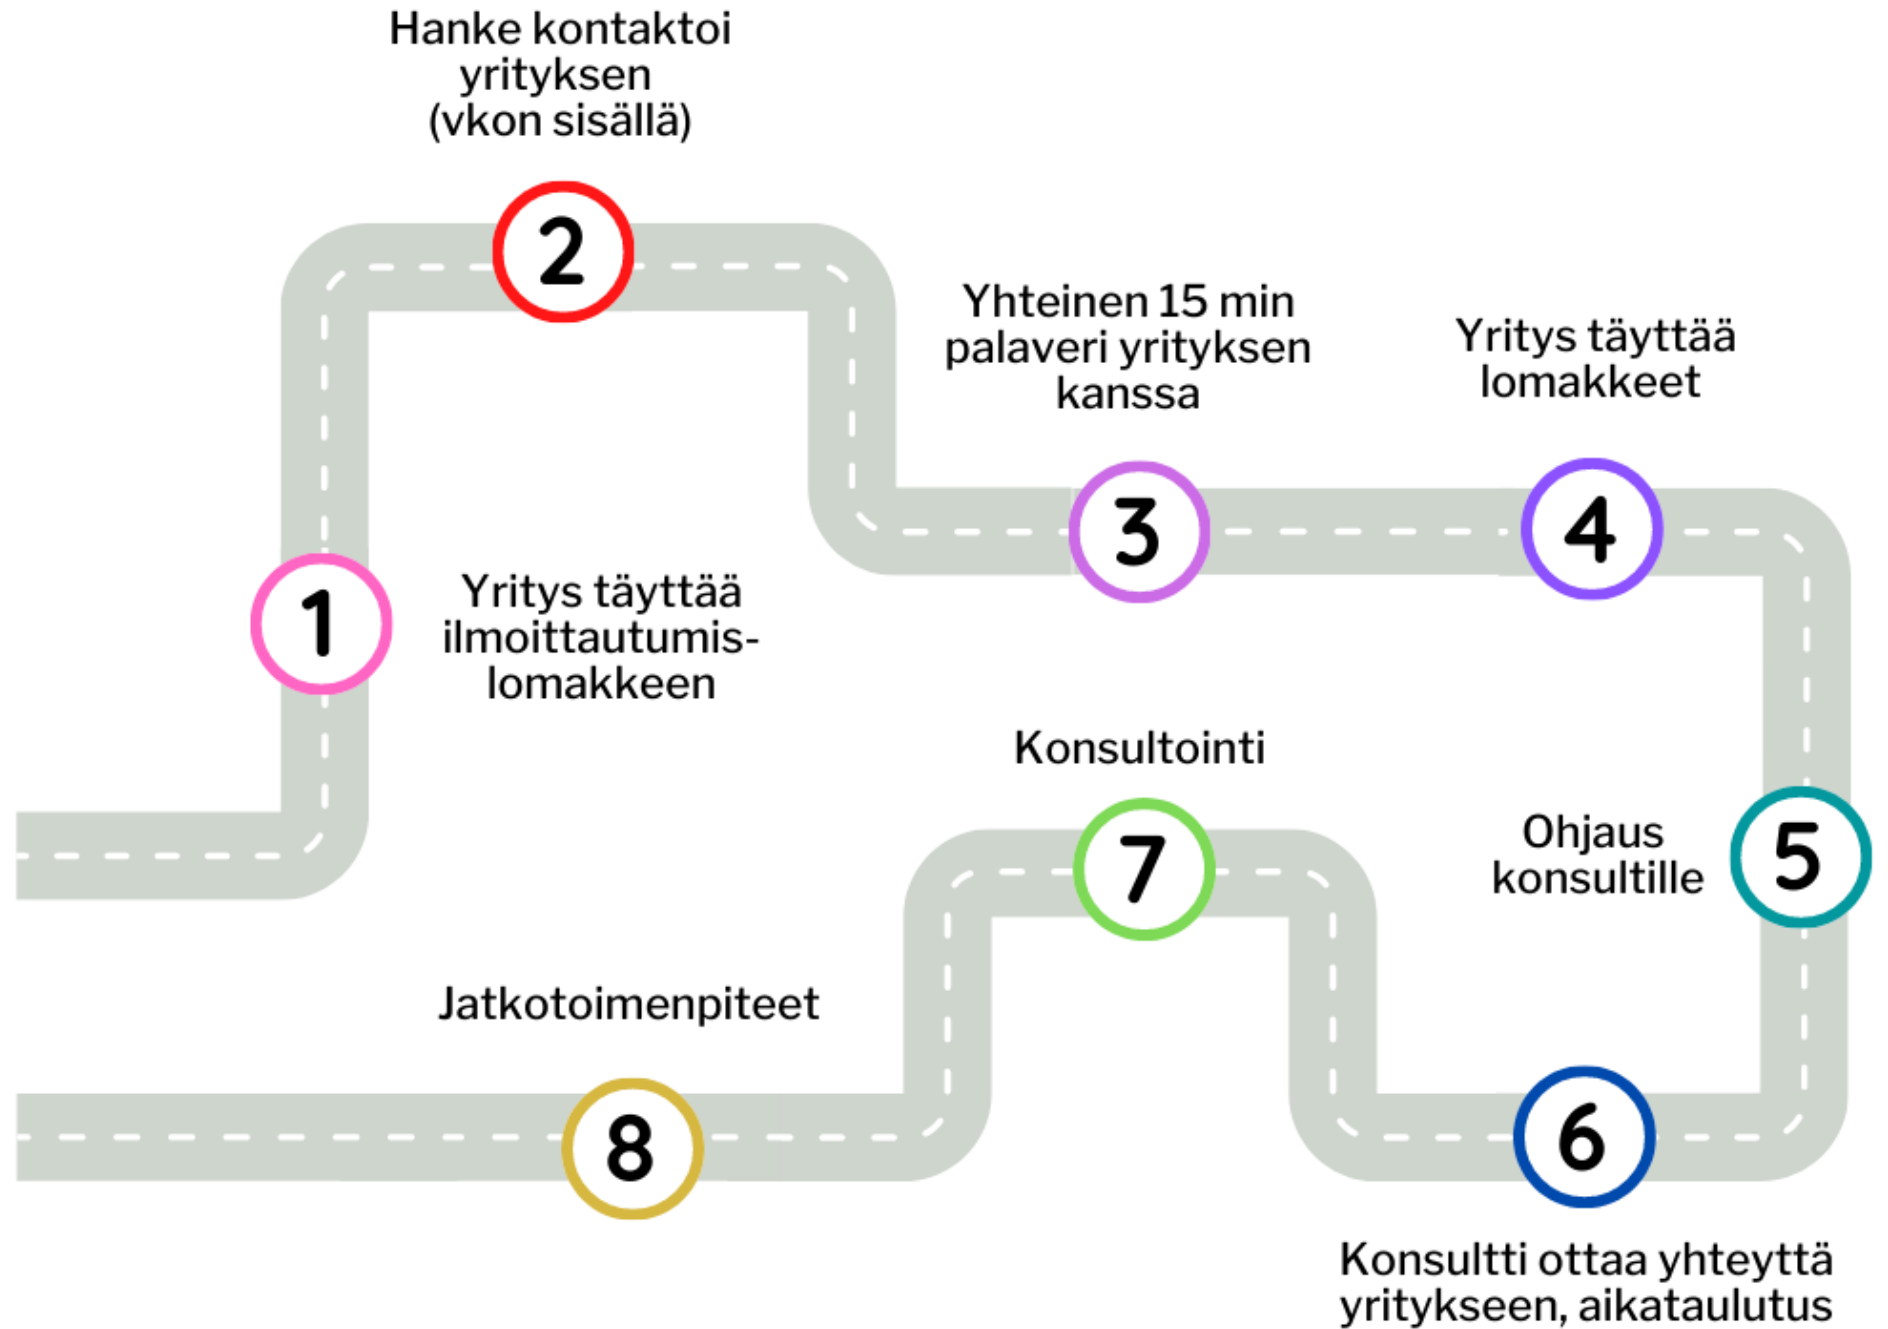 Hanke kontaktoi
yrityksen
(vkon sisällä)
2
Yhteinen 15 min
palaveri yrityksen
kanssa
3
Yritys täyttää
lomakkeet
4
1
Yritys täyttää
ilmoittautumis-
lomakkeen
Konsultointi
7
Ohjaus
konsultille
5
Jatkotoimenpiteet
8
6
Konsultti ottaa yhteyttä
yritykseen, aikataulutus